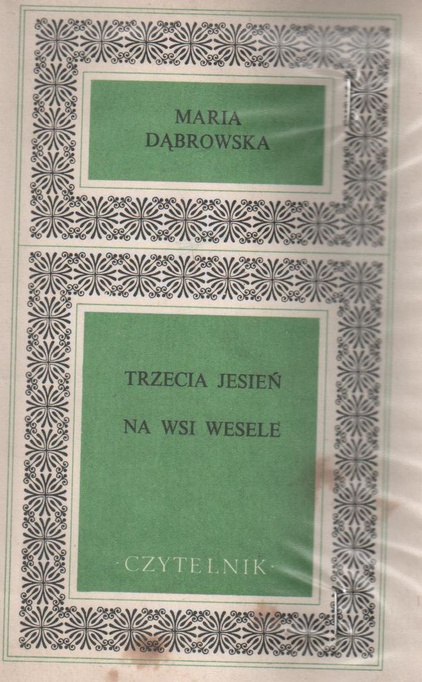 MARIA
DĄBROWSKA
TRZECIA JESIEŃ
NA WSI WESELE
·CZYTELNIK·